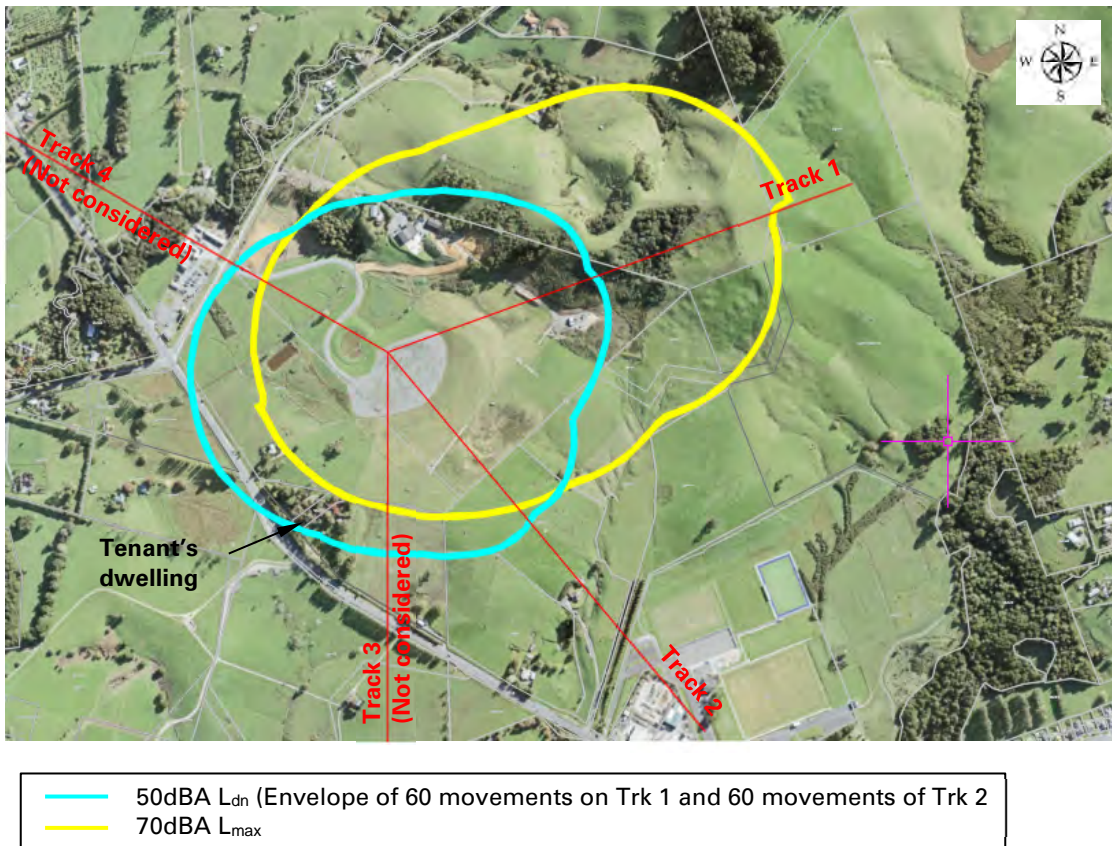 N
W E
S
Track 4
(Not considered)
Track 1
Tenant's
dwelling
Track 3
(Not considered)
Track 2
50dBA Ldn (Envelope of 60 movements on Trk 1 and 60 movements of Trk 2
70dBA Lmax